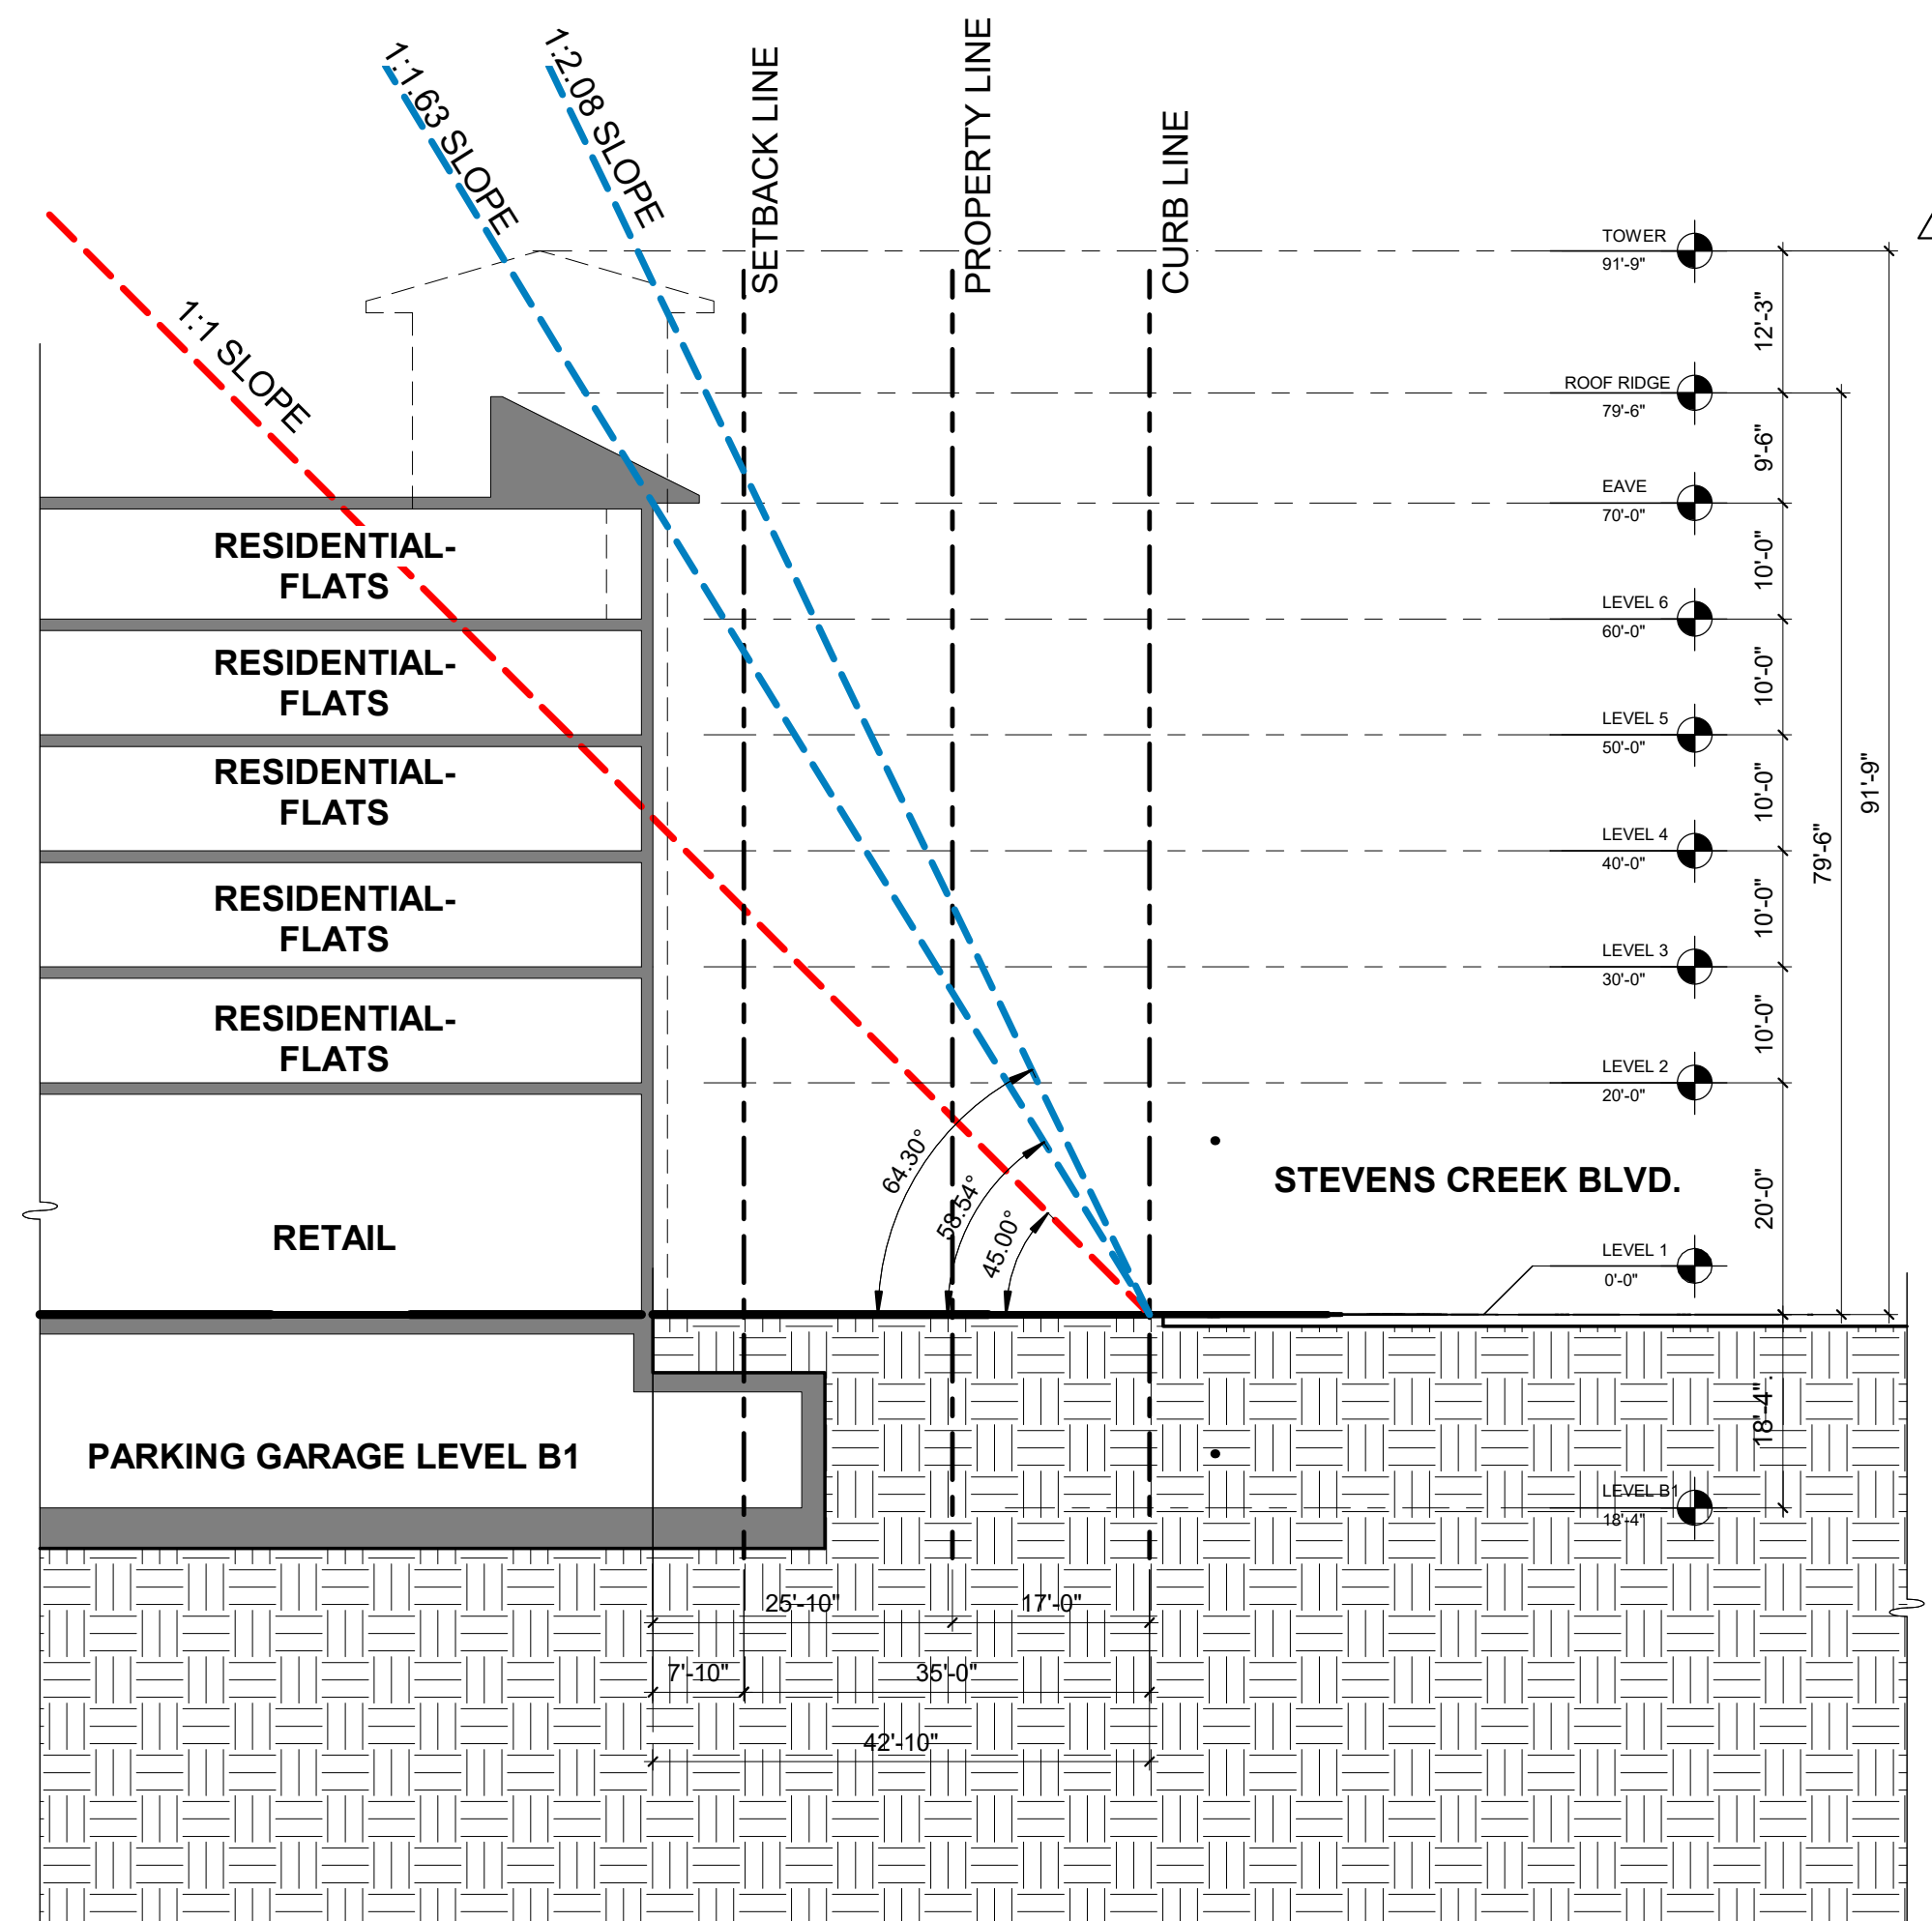 1:1.63 SLOPE
1:2.08 SLOPE
SETBACK LINE
PROPERTY LINE
CURB LINE
1:1 SLOPE
TOWER
91'-9"
12'-3"
ROOF RIDGE
79'-6"
9'-6"
EAVE
70'-0"
10'-0"
LEVEL 6
60'-0"
10'-0"
LEVEL 5
50'-0"
10'-0"
LEVEL 4
40'-0"
10'-0"
LEVEL 3
30'-0"
10'-0"
LEVEL 2
20'-0"
20'-0"
LEVEL 1
0'-0"
18'-4"
LEVEL B1
18'-4"
79'-6"
91'-9"
RESIDENTIAL-
FLATS
RESIDENTIAL-
FLATS
RESIDENTIAL-
FLATS
RESIDENTIAL-
FLATS
RESIDENTIAL-
FLATS
RETAIL
64.30°
58.54°
45.00°
STEVENS CREEK BLVD.
PARKING GARAGE LEVEL B1
25'-10"
17'-0"
7'-10"
35'-0"
42'-10"